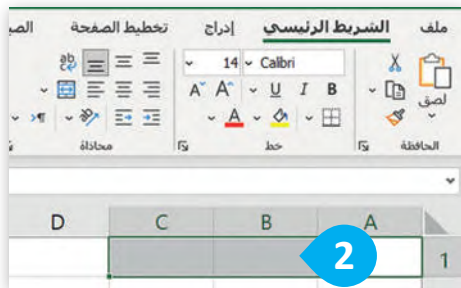 ملف الشريط الرئيسي إدراج تخطيط الصفحة
14 Calibri
A A U I B
لصق
A
الحافظة خط محاذاة
D C B A
2
1